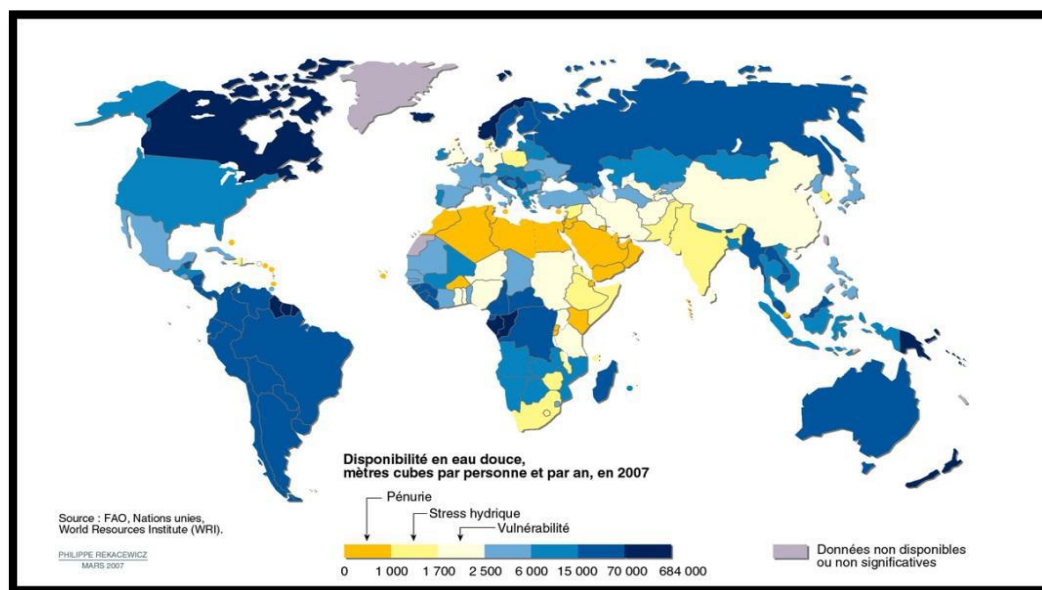 Disponibilité en eau douce,
mètres cubes par personne et par an, en 2007
Pénurie
Stress hydrique
Vulnérabilité
0 1 000 1 700 2 500 6 000 15 000 70 000 684 000
Source : FAO, Nations unies,
World Resources Institute (WRI).
PHILIPPE REKACEWICZ
MARS 2007
Données non disponibles
ou non significatives